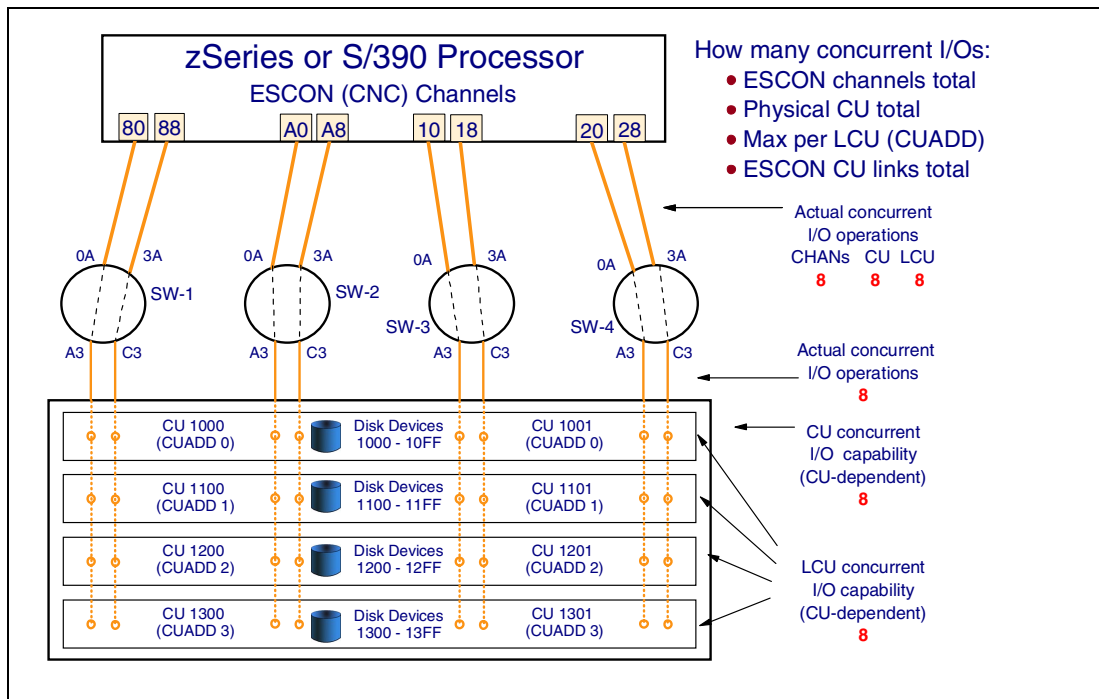 zSeries or S/390 Processor
ESCON (CNC) Channels
80 88 A0 A8 10 18 20 28
How many concurrent I/Os:
• ESCON channels total
• Physical CU total
• Max per LCU (CUADD)
• ESCON CU links total
Actual concurrent
I/O operations
CHANs CU LCU
8 8 8
0A 3A 0A 3A 0A 3A 0A 3A
SW-1 SW-2 SW-3 SW-4
A3 C3 A3 C3 A3 C3 A3 C3
Actual concurrent
I/O operations
8
CU 1000
(CUADD 0)
Disk Devices
1000 - 10FF
CU 1001
(CUADD 0)
CU concurrent
I/O capability
(CU-dependent)
8
CU 1100
(CUADD 1)
Disk Devices
1100 - 11FF
CU 1101
(CUADD 1)
CU 1200
(CUADD 2)
Disk Devices
1200 - 12FF
CU 1201
(CUADD 2)
CU 1300
(CUADD 3)
Disk Devices
1300 - 13FF
CU 1301
(CUADD 3)
LCU concurrent
I/O capability
(CU-dependent)
8